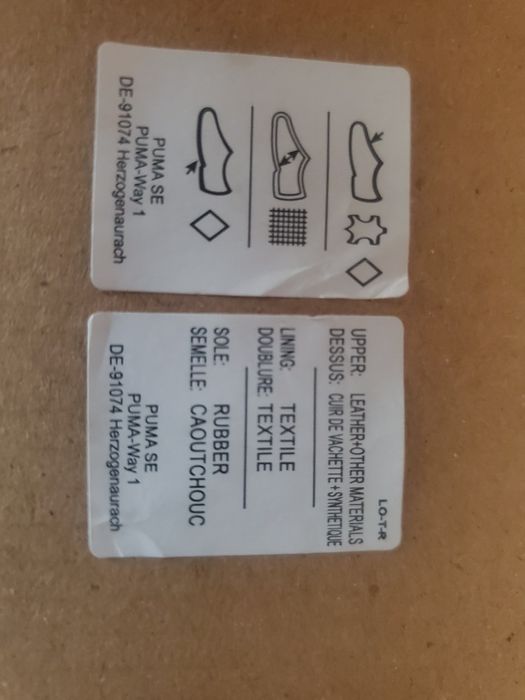 PUMA SE
PUMA-Way 1
DE-91074 Herzogenaurach
LO-T-R
UPPER: LEATHER+OTHER MATERIALS
DESSUS: CUIR DE VACHETTE+SYNTHETIQUE
LINING: TEXTILE
DOUBLURE: TEXTILE
SOLE: RUBBER
SEMELLE: CAOUTCHOUC
PUMA SE
PUMA-Way 1
DE-91074 Herzogenaurach